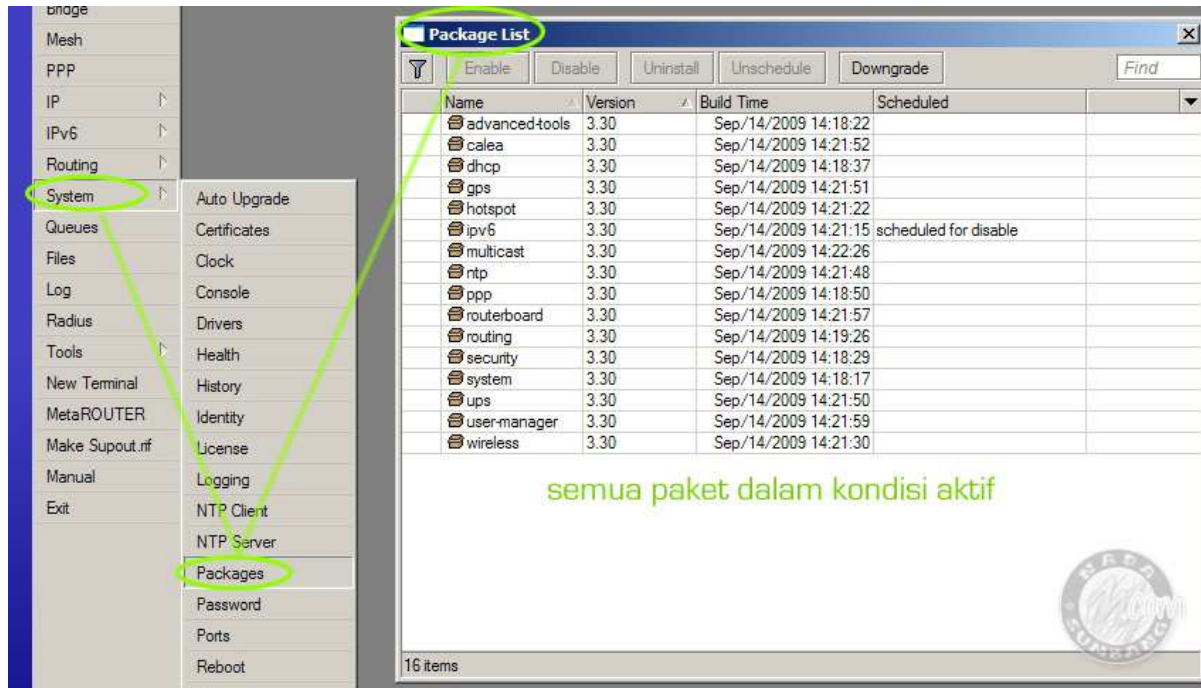 Bridge
Mesh
PPP
IP
IPv6
Routing
System
Queues
Files
Log
Radius
Tools
New Terminal
MetaROUTER
Make Supout.rif
Manual
Exit
Auto Upgrade
Certificates
Clock
Console
Drivers
Health
History
Identity
License
Logging
NTP Client
NTP Server
Packages
Password
Ports
Reboot
Package List
Enable Disable Uninstall Unschedule Downgrade Find
Name Version Build Time Scheduled
advanced-tools 3.30 Sep/14/2009 14:18:22
calea 3.30 Sep/14/2009 14:21:52
dhcp 3.30 Sep/14/2009 14:18:37
gps 3.30 Sep/14/2009 14:21:51
hotspot 3.30 Sep/14/2009 14:21:22
ipv6 3.30 Sep/14/2009 14:21:15 scheduled for disable
multicast 3.30 Sep/14/2009 14:22:26
ntp 3.30 Sep/14/2009 14:21:48
ppp 3.30 Sep/14/2009 14:18:50
routerboard 3.30 Sep/14/2009 14:21:57
routing 3.30 Sep/14/2009 14:19:26
security 3.30 Sep/14/2009 14:18:29
system 3.30 Sep/14/2009 14:18:17
ups 3.30 Sep/14/2009 14:21:50
user-manager 3.30 Sep/14/2009 14:21:59
wireless 3.30 Sep/14/2009 14:21:30
semua paket dalam kondisi aktif
16 items